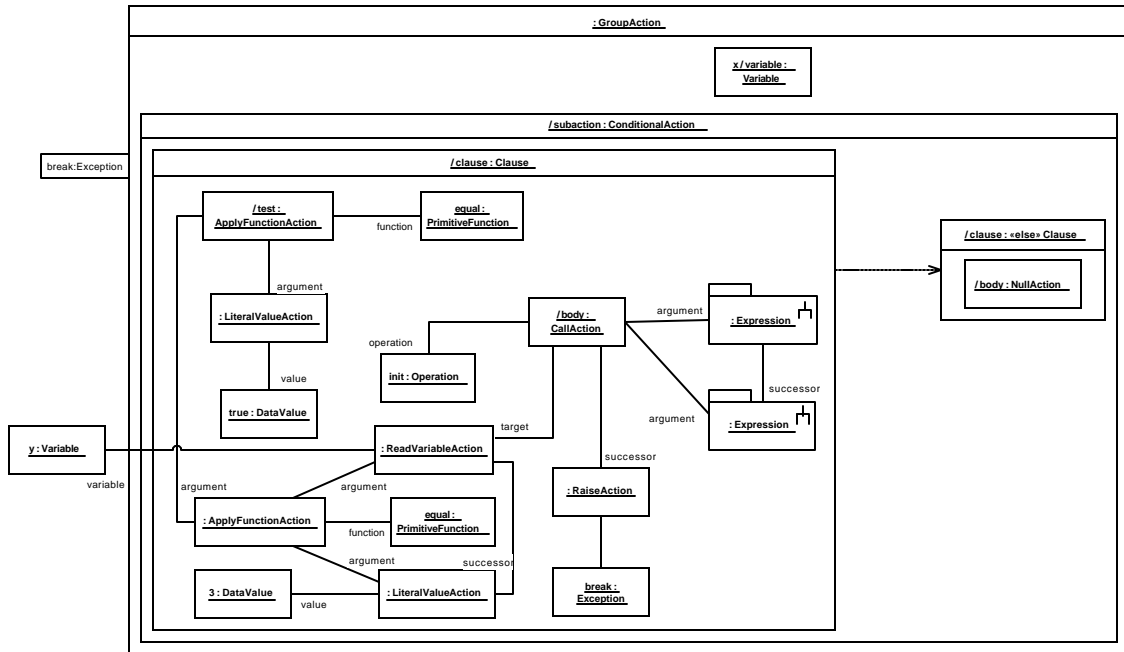 : GroupAction
x / variable :
Variable
/ subaction : ConditionalAction
break:Exception
/ clause : Clause
/ test :
ApplyFunctionAction
function
equal :
PrimitiveFunction
/ clause : «else» Clause
/ body : NullAction
argument
: LiteralValueAction
/ body :
CallAction
argument
: Expression
operation
init : Operation
value
true : DataValue
successor
argument
: Expression
target
y : Variable
: ReadVariableAction
variable
successor
argument
argument
: RaiseAction
: ApplyFunctionAction
function
equal :
PrimitiveFunction
argument
successor
3 : DataValue
value
: LiteralValueAction
break :
Exception